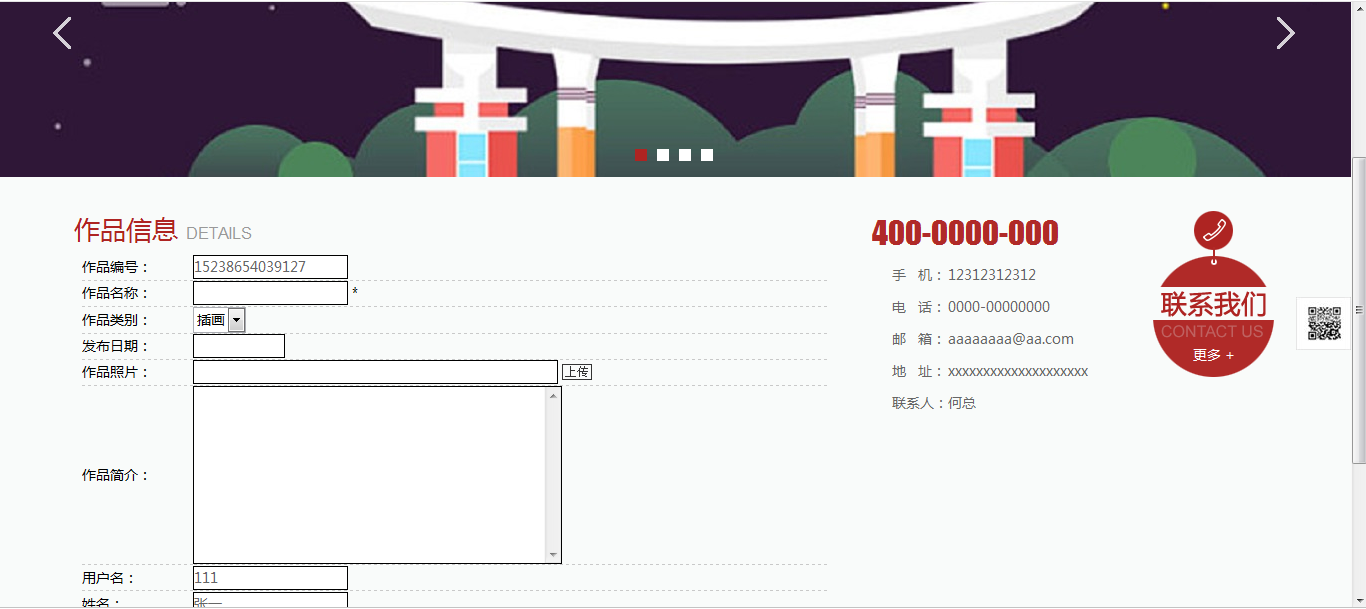 作品信息 DETAILS
作品编号： 15238654039127
作品名称： *
作品类别： 插画
发布日期：
作品照片： 上传
作品简介：
用户名： 111
姓名： 张一
400-0000-000
手 机：12312312312
电 话：0000-00000000
邮 箱：aaaaaaaa@aa.com
地 址：xxxxxxxxxxxxxxxxxxxx
联系人：何总
联系我们
CONTACT US
更多 +